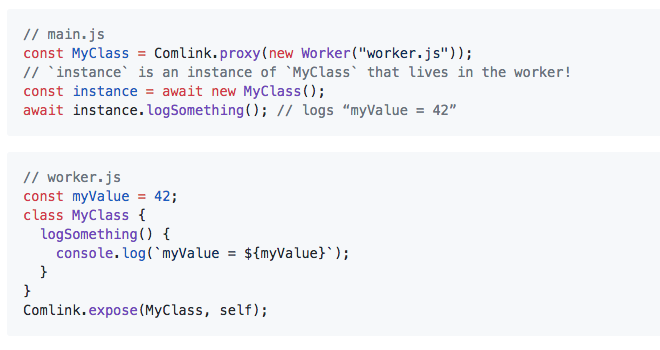 // main.js
const MyClass = Comlink.proxy(new Worker("worker.js"));
// `instance` is an instance of `MyClass` that lives in the worker!
const instance = await new MyClass();
await instance.logSomething(); // logs “myValue = 42”
// worker.js
const myValue = 42;
class MyClass {
  logSomething() {
    console.log(`myValue = ${myValue}`);
  }
}
Comlink.expose(MyClass, self);